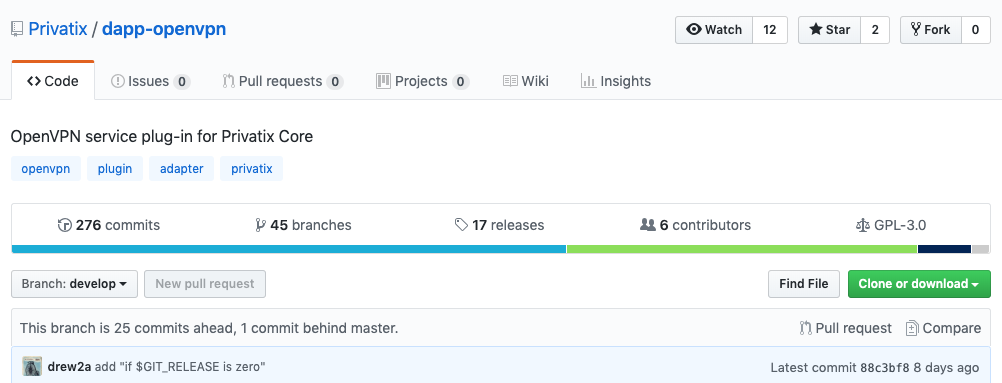 Privatix / dapp-openvpn
Watch 12 Star 2 Fork 0
Code Issues 0 Pull requests 0 Projects 0 Wiki Insights
OpenVPN service plug-in for Privatix Core
openvpn plugin adapter privatix
276 commits 45 branches 17 releases 6 contributors GPL-3.0
Branch: develop New pull request Find File Clone or download
This branch is 25 commits ahead, 1 commit behind master. Pull request Compare
drew2a add "if $GIT_RELEASE is zero" Latest commit 88c3bf8 8 days ago